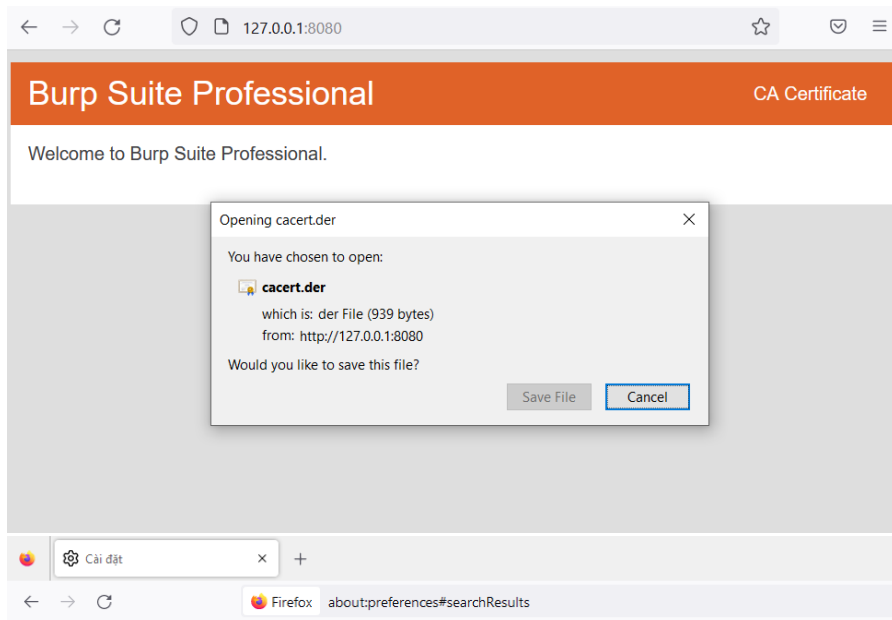 127.0.0.1:8080
Burp Suite Professional
CA Certificate
Welcome to Burp Suite Professional.
Opening cacert.der
You have chosen to open:
cacert.der
which is: der File (939 bytes)
from: http://127.0.0.1:8080
Would you like to save this file?
Save File
Cancel
Cài đặt
Firefox about:preferences#searchResults